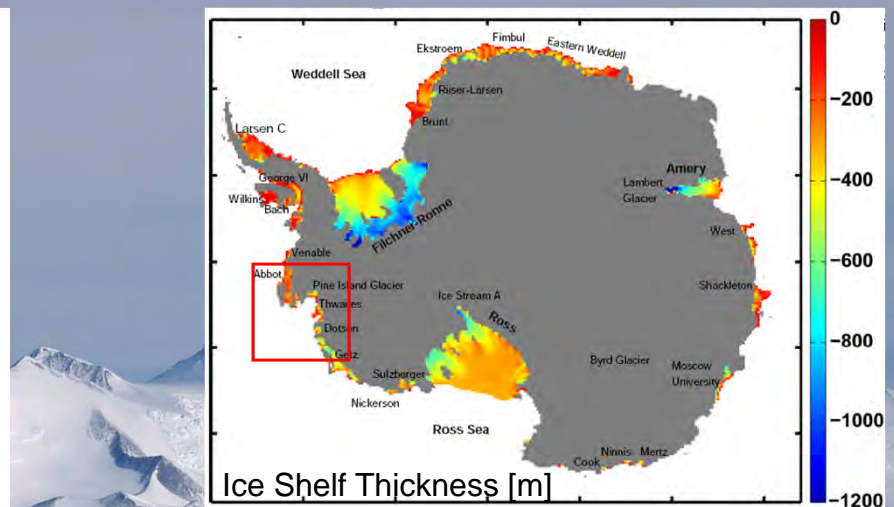 Fimbul
Ekstroem
Eastern Weddell
Weddell Sea
Riiser-Larsen
Brunt
Larsen C
George VI
Wilkins
Bach
Filchner-Ronne
Amery
Lambert
Glacier
West
Venable
Abbot
Pine Island Glacier
Thwaites
Dotson
Getz
Ice Stream A
Ross
Shackleton
Byrd Glacier
Moscow
University
Sulzberger
Nickerson
Ross Sea
Cook
Ninnis
Mertz
Ice Shelf Thickness [m]
0
−200
−400
−600
−800
−1000
−1200